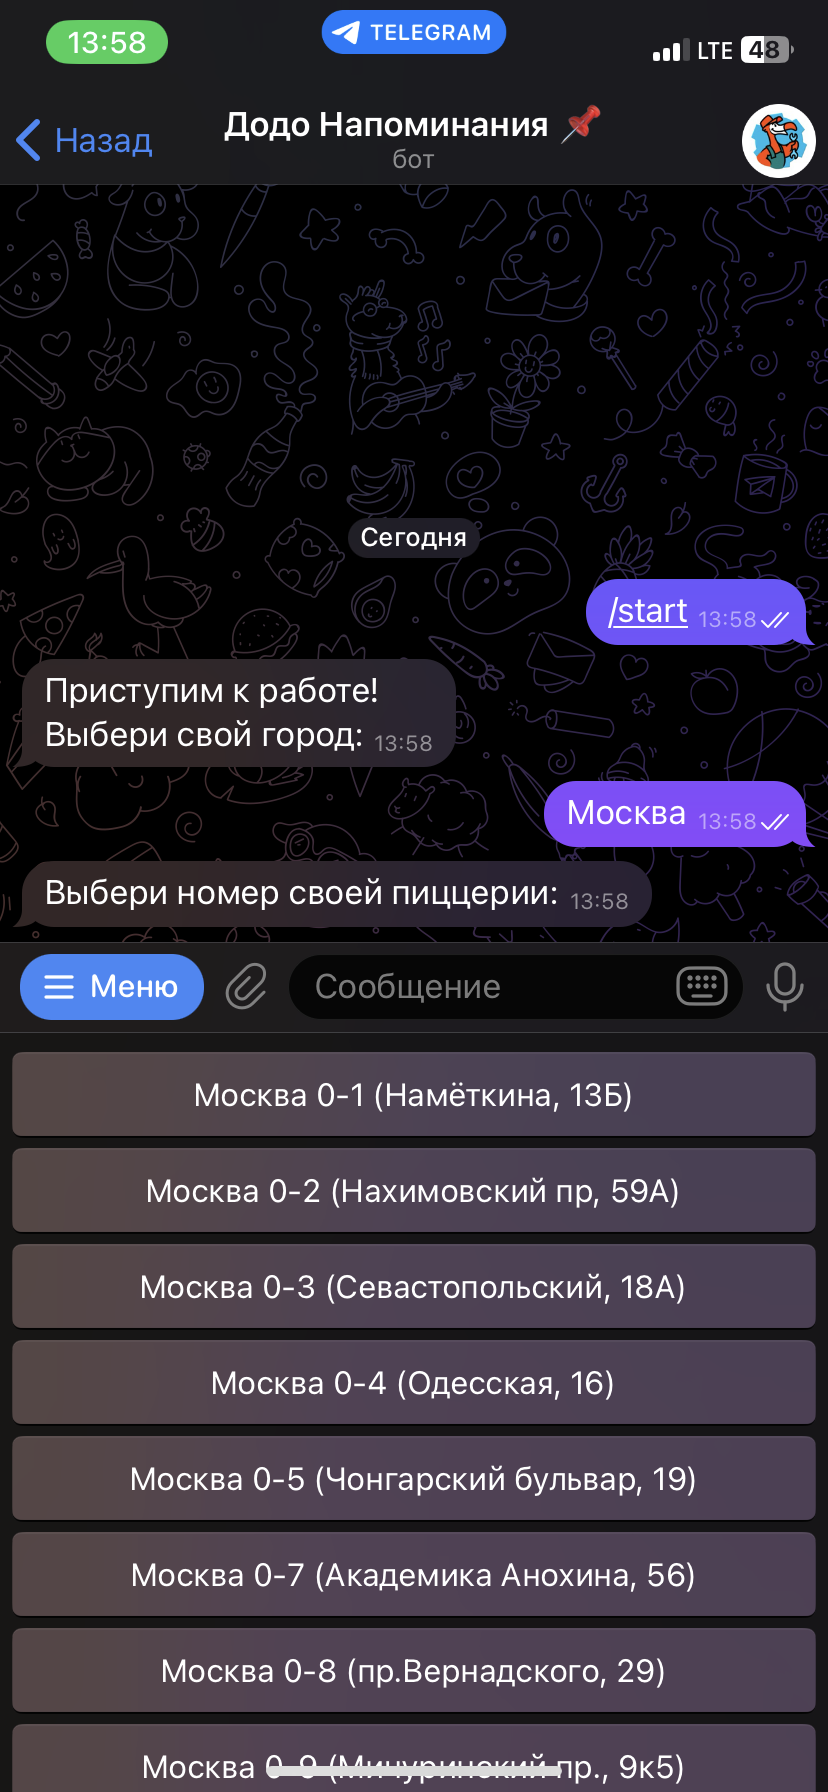 13:58
TELEGRAM
LTE 48
Назад
Додо Напоминания
бот
Сегодня
/start 13:58
Приступим к работе!
Выбери свой город: 13:58
Москва 13:58
Выбери номер своей пиццерии: 13:58
Меню
Сообщение
Москва 0-1 (Намёткина, 13Б)
Москва 0-2 (Нахимовский пр, 59А)
Москва 0-3 (Севастопольский, 18А)
Москва 0-4 (Одесская, 16)
Москва 0-5 (Чонгарский бульвар, 19)
Москва 0-7 (Академика Анохина, 56)
Москва 0-8 (пр.Вернадского, 29)
Москва 0-9 (Мичуринский пр., 9к5)